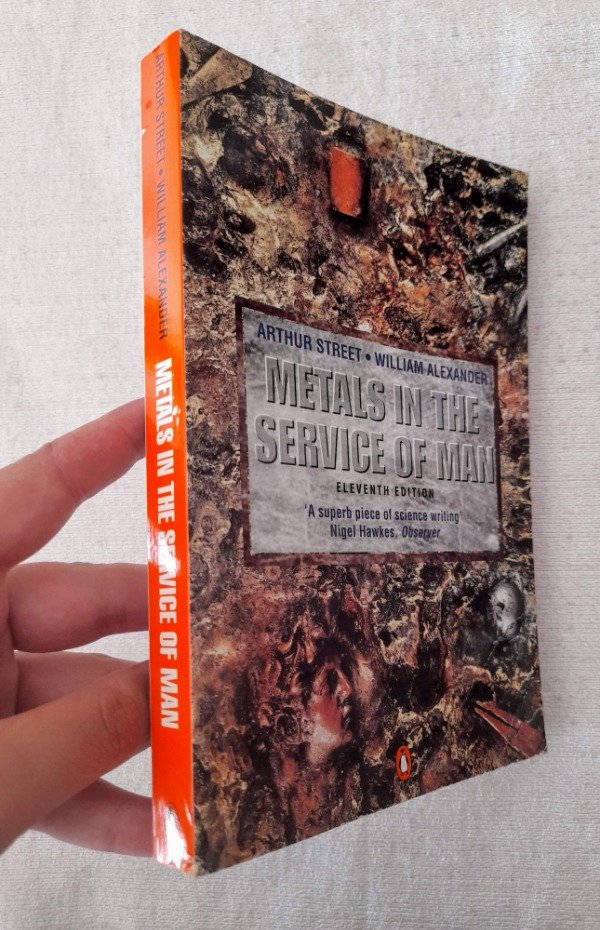 ARTHUR STREET • WILLIAM ALEXANDER
METALS IN THE SERVICE OF MAN
ARTHUR STREET • WILLIAM ALEXANDER
METALS IN THE
SERVICE OF MAN
ELEVENTH EDITION
'A superb piece of science writing'
Nigel Hawkes, Observer